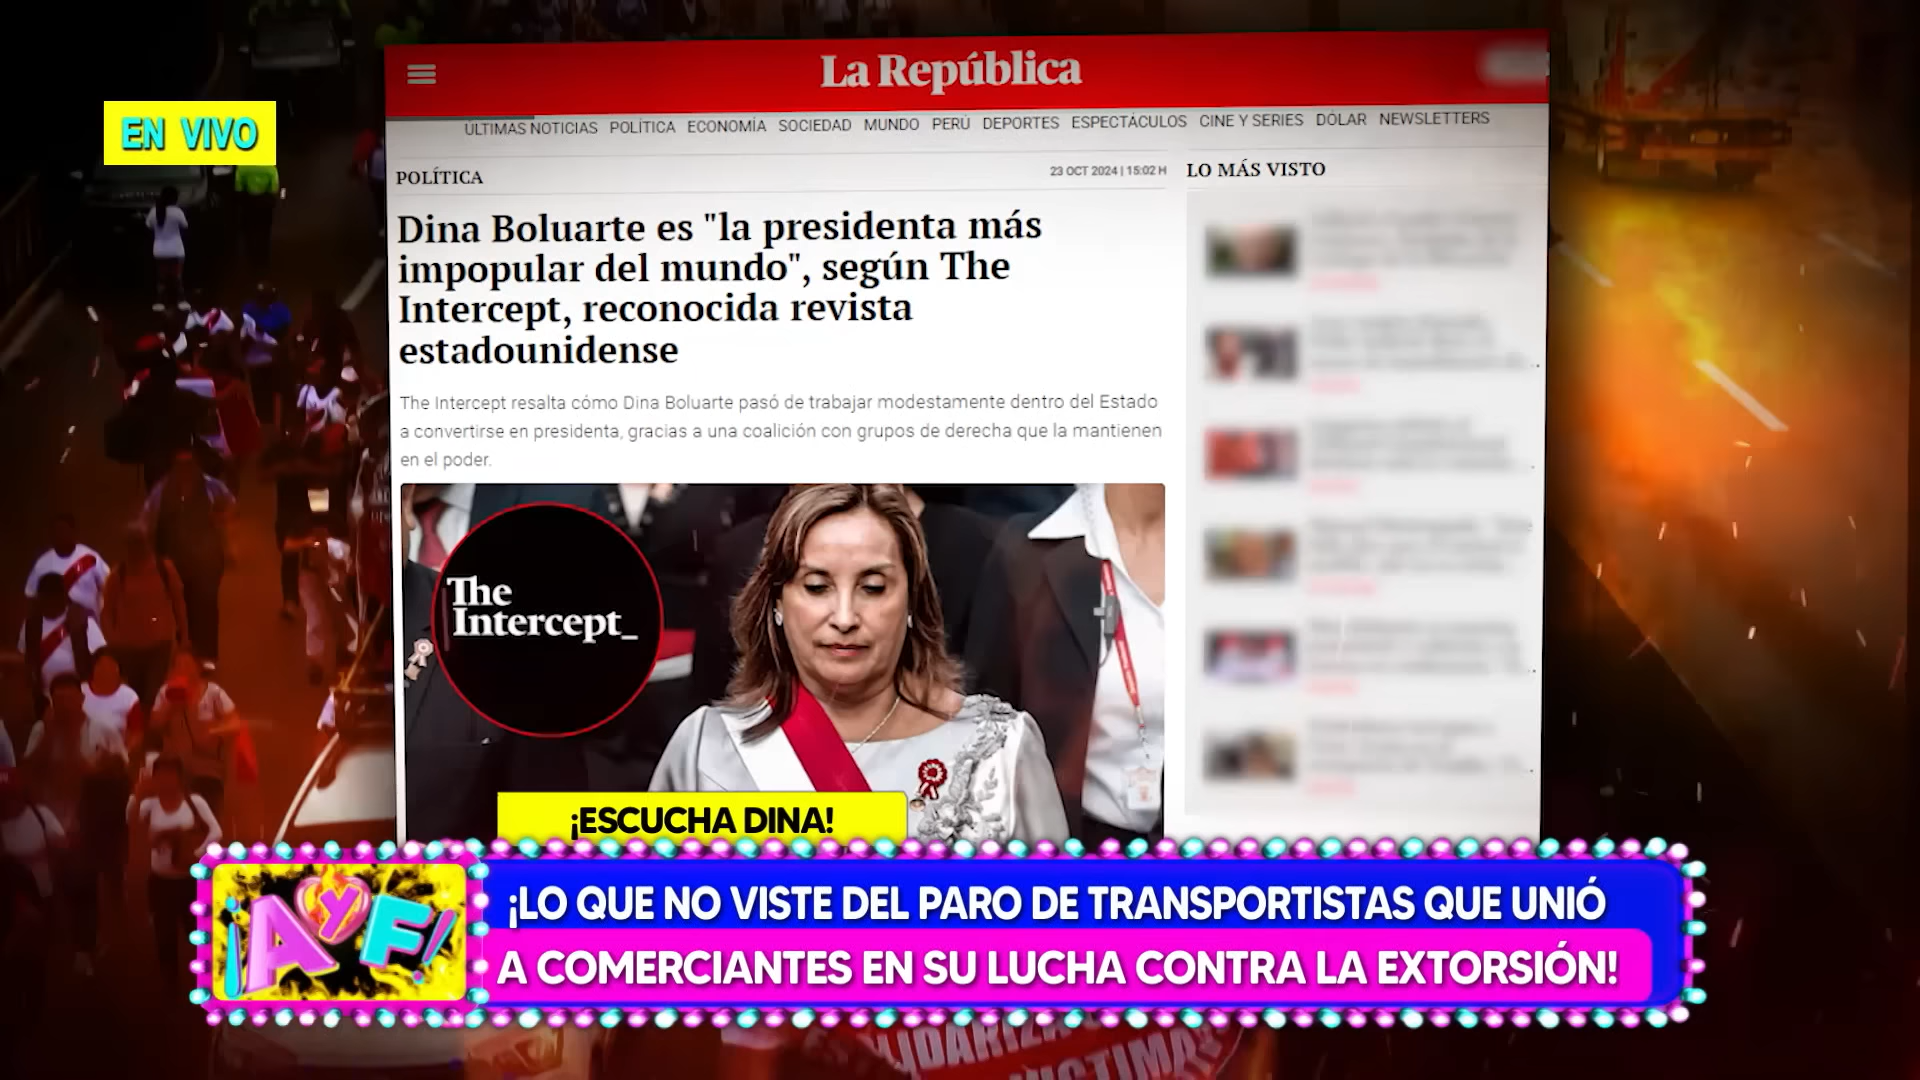 EN VIVO
La República
ÚLTIMAS NOTICIAS POLÍTICA ECONOMÍA SOCIEDAD MUNDO PERÚ DEPORTES ESPECTÁCULOS CINE Y SERIES DÓLAR NEWSLETTERS
POLÍTICA
23 OCT 2024 | 15:02 H
LO MÁS VISTO
Dina Boluarte es "la presidenta más
impopular del mundo", según The
Intercept, reconocida revista
estadounidense
The Intercept resalta cómo Dina Boluarte pasó de trabajar modestamente dentro del Estado
a convertirse en presidenta, gracias a una coalición con grupos de derecha que la mantienen
en el poder.
The
Intercept_
¡ESCUCHA DINA!
¡AYF!
¡LO QUE NO VISTE DEL PARO DE TRANSPORTISTAS QUE UNIÓ
A COMERCIANTES EN SU LUCHA CONTRA LA EXTORSIÓN!